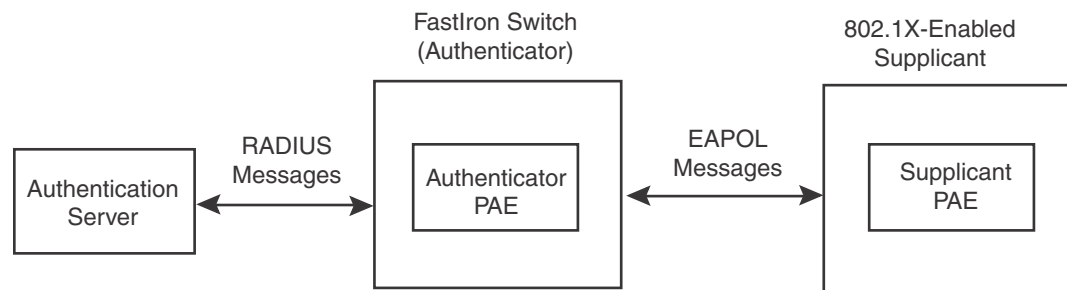 FastIron Switch
(Authenticator)
802.1X-Enabled
Supplicant
RADIUS
Messages
EAPOL
Messages
Authentication
Server
Authenticator
PAE
Supplicant
PAE